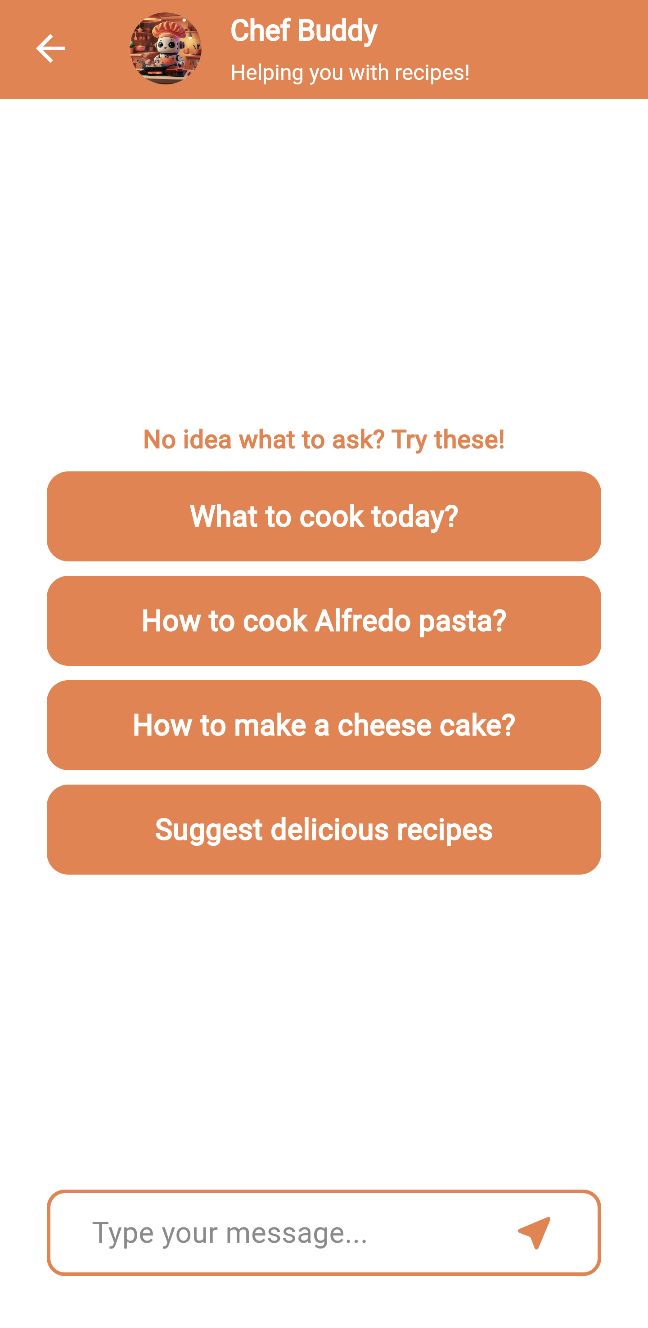 Chef Buddy
Helping you with recipes!
No idea what to ask? Try these!
What to cook today?
How to cook Alfredo pasta?
How to make a cheese cake?
Suggest delicious recipes
Type your message...